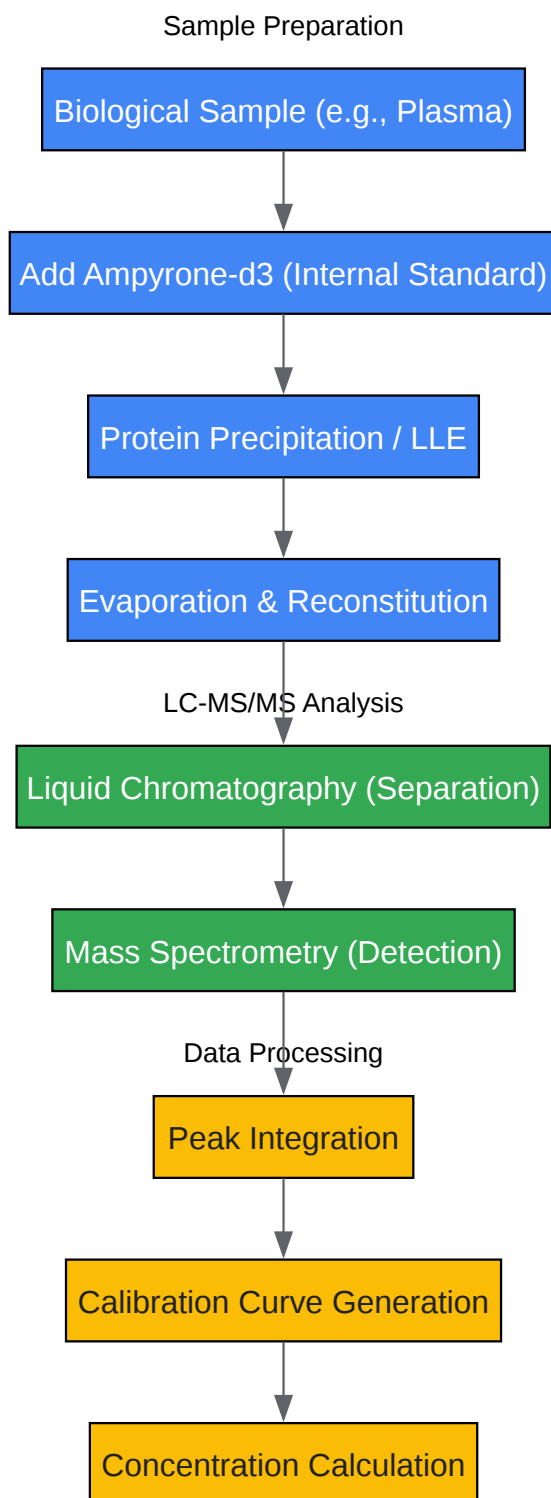 Sample Preparation
Biological Sample (e.g., Plasma)
Add Ampyrone-d3 (Internal Standard)
Protein Precipitation / LLE
Evaporation & Reconstitution
LC-MS/MS Analysis
Liquid Chromatography (Separation)
Mass Spectrometry (Detection)
Data Processing
Peak Integration
Calibration Curve Generation
Concentration Calculation